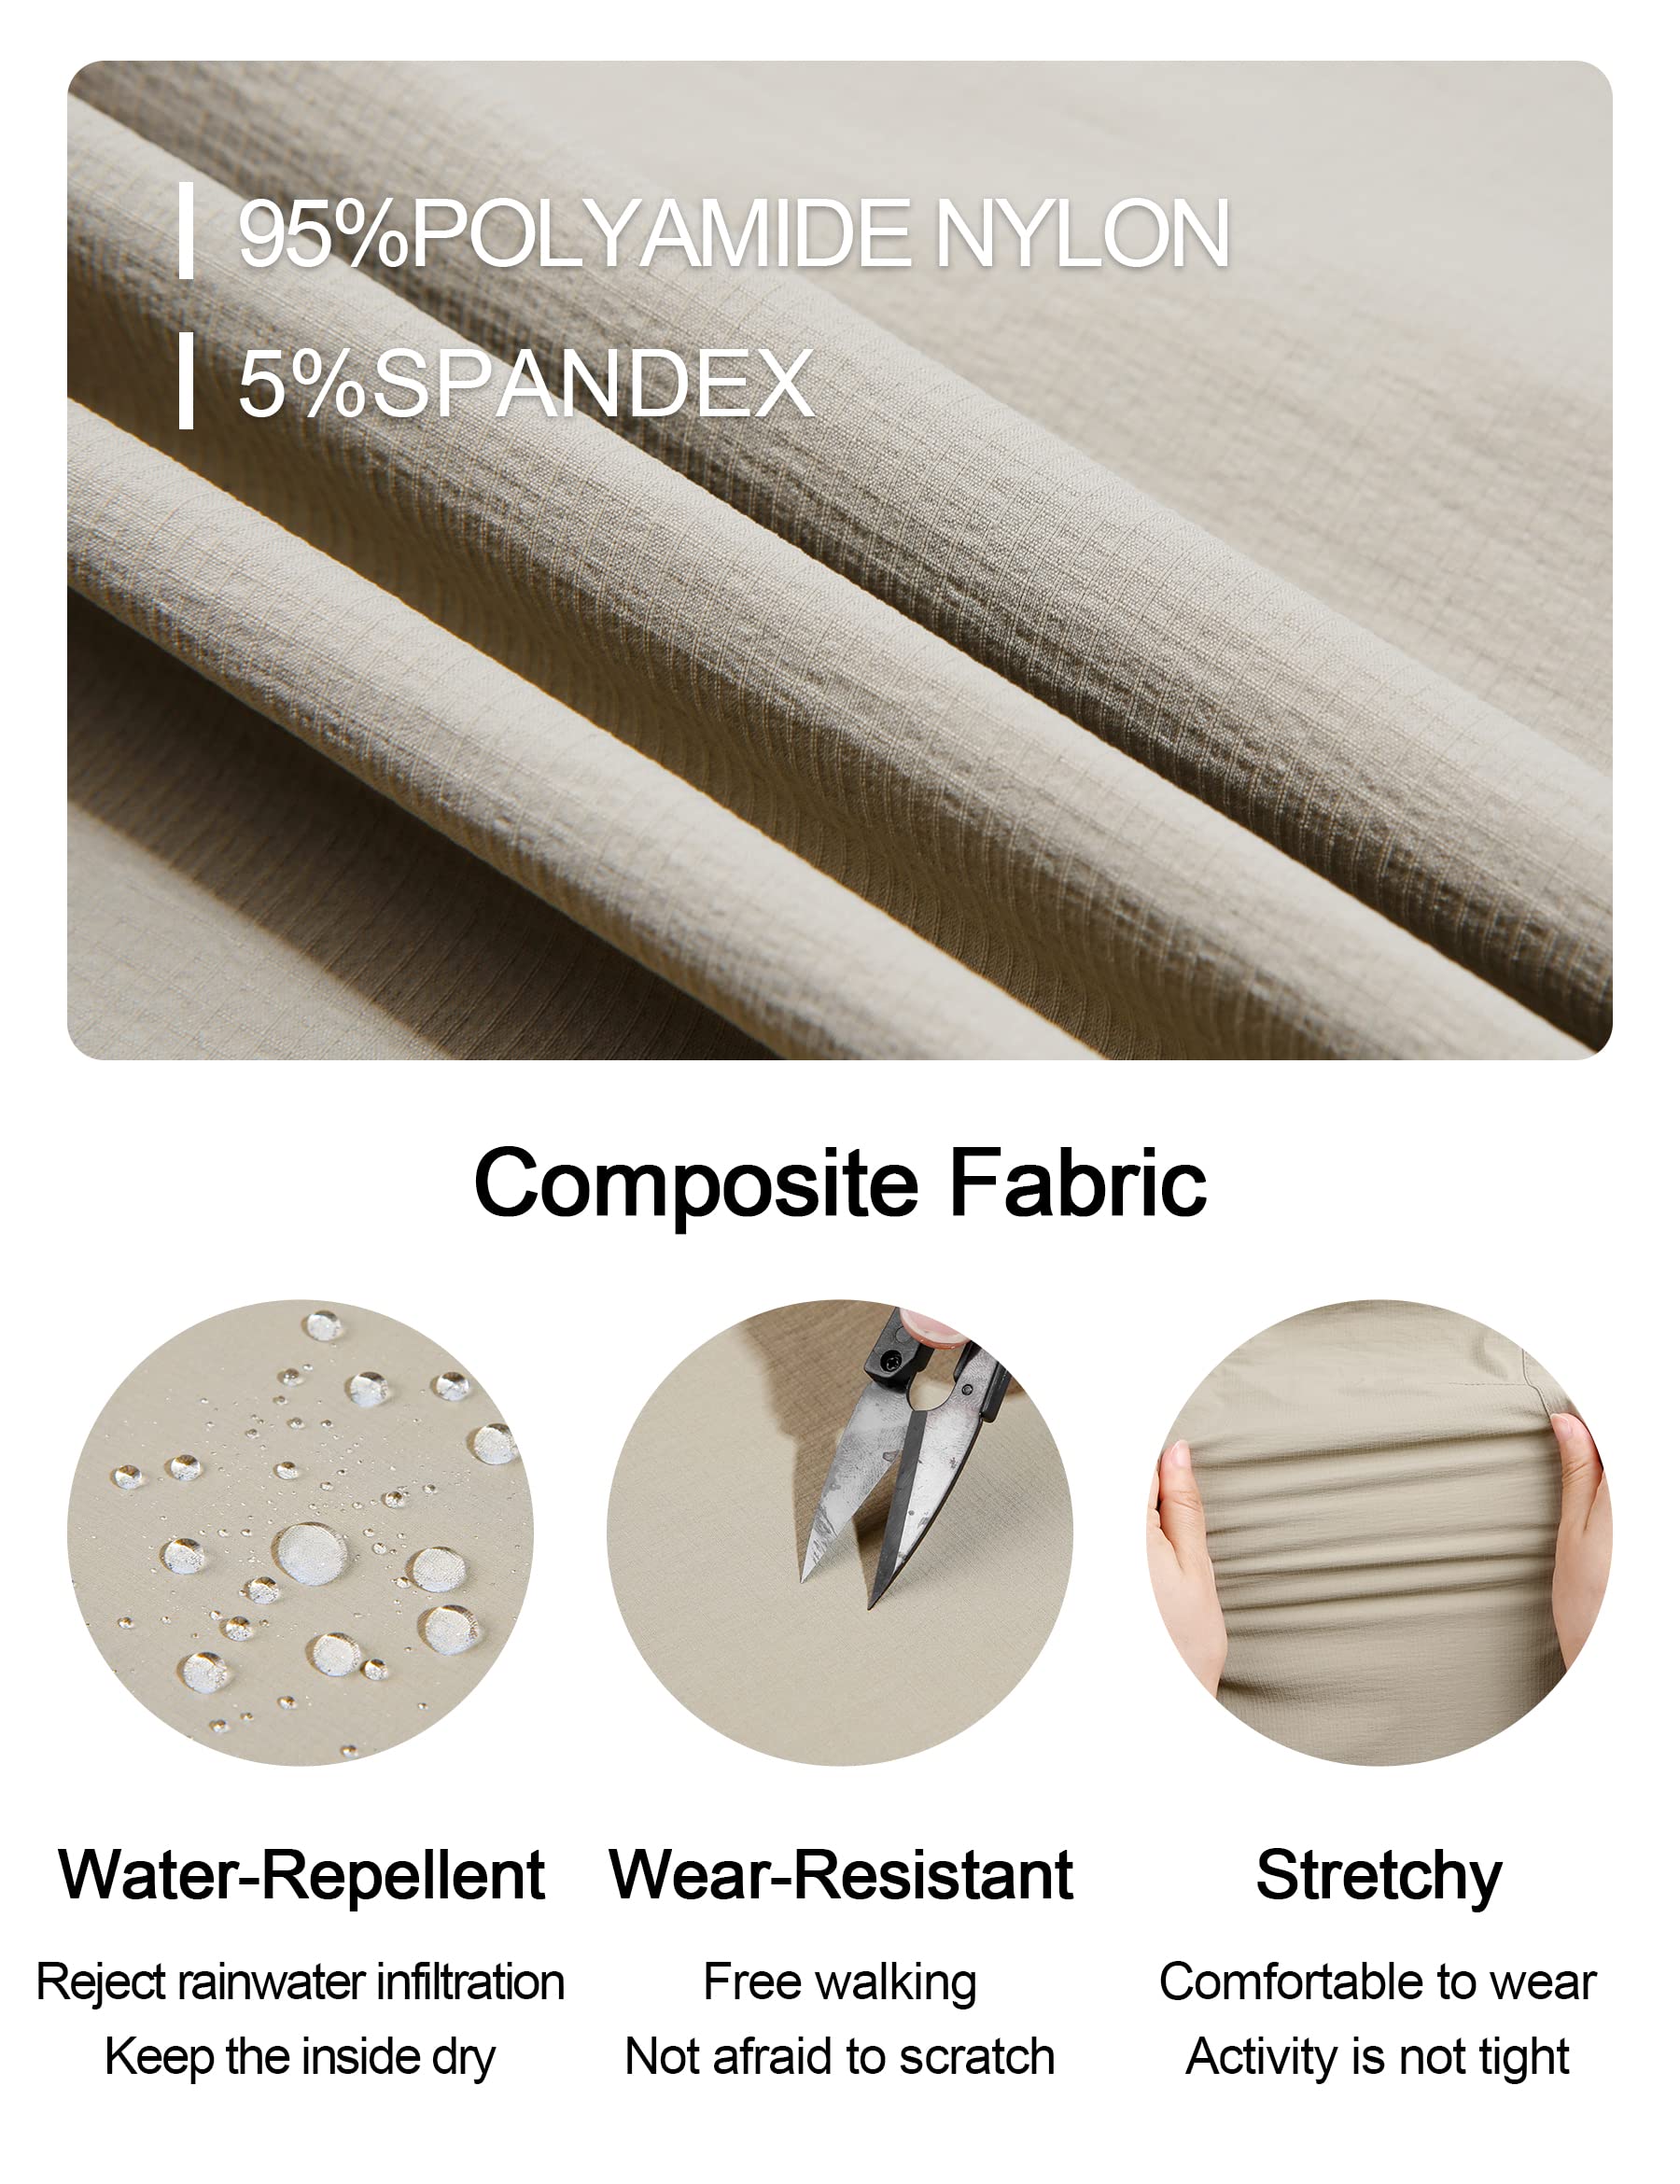 95%POLYAMIDE NYLON
5%SPANDEX
Composite Fabric
Water-Repellent
Reject rainwater infiltration
Keep the inside dry
Wear-Resistant
Free walking
Not afraid to scratch
Stretchy
Comfortable to wear
Activity is not tight